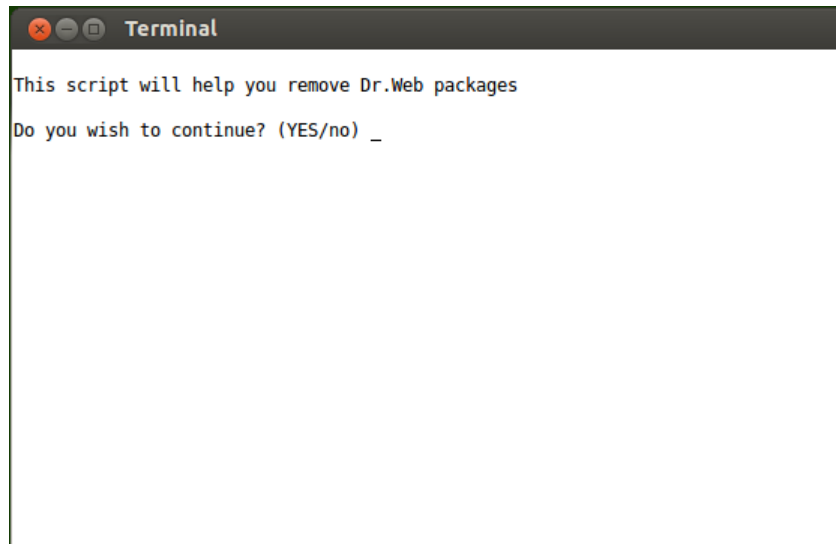 Terminal
This script will help you remove Dr.Web packages
Do you wish to continue? (YES/no) _